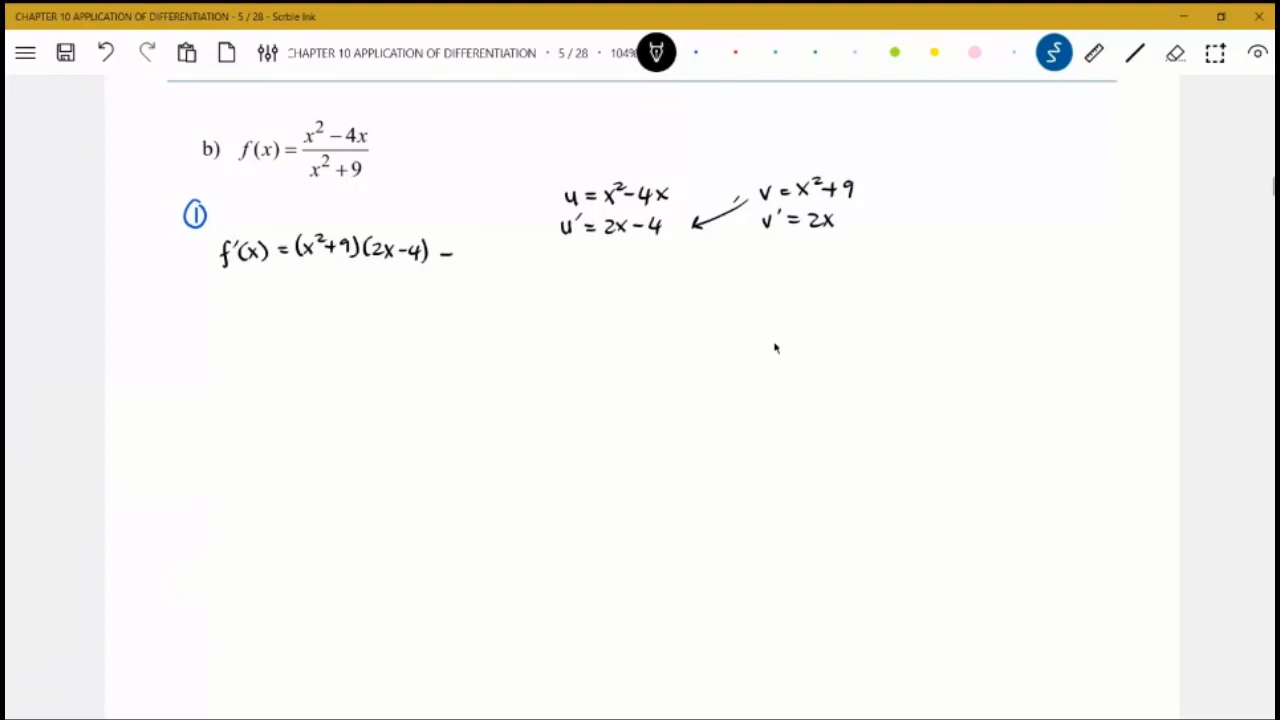 CHAPTER 10 APPLICATION OF DIFFERENTIATION - 5 / 28 - Scrble Ink
CHAPTER 10 APPLICATION OF DIFFERENTIATION • 5 / 28 • 104%
b) f(x) = (x² − 4x)/(x² + 9)
u = x² − 4x
v = x² + 9
①
u' = 2x − 4
v' = 2x
f'(x) = (x² + 9)(2x − 4) −